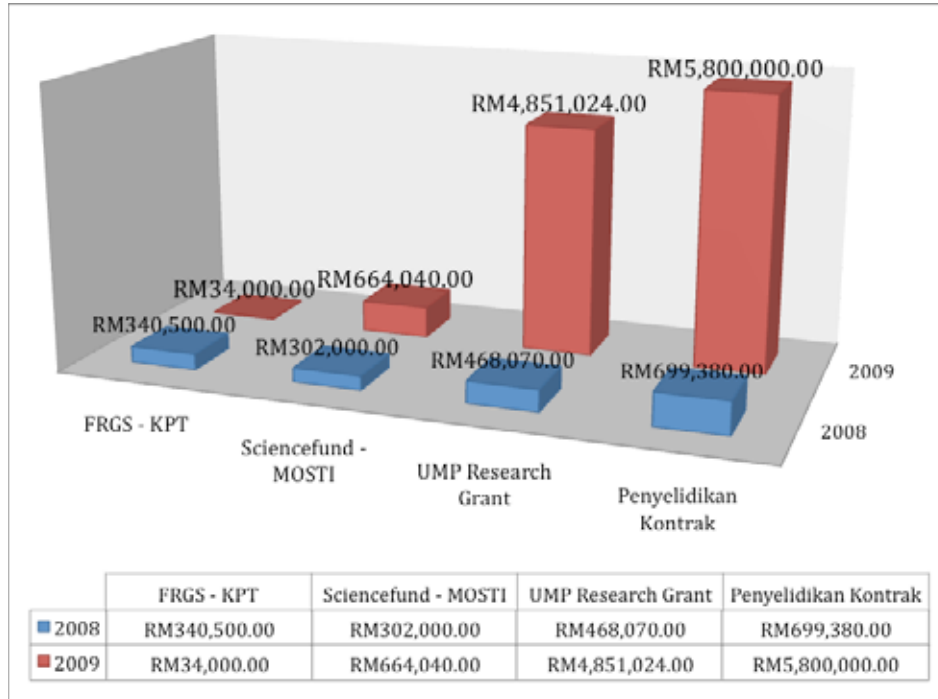 RM5,800,000.00
RM4,851,024.00
RM664,040.00
RM34,000.00
RM340,500.00
RM302,000.00
RM468,070.00
RM699,380.00
2009
2008
FRGS - KPT
Sciencefund -
MOSTI
UMP Research
Grant
Penyelidikan
Kontrak
FRGS - KPT Sciencefund - MOSTI UMP Research Grant Penyelidikan Kontrak
2008 RM340,500.00 RM302,000.00 RM468,070.00 RM699,380.00
2009 RM34,000.00 RM664,040.00 RM4,851,024.00 RM5,800,000.00